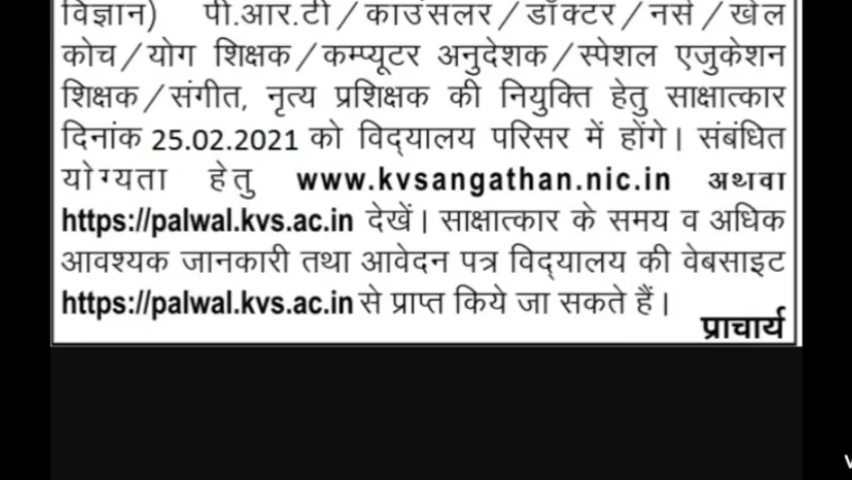 विज्ञान) पी.आर.टी/काउंसलर/डॉक्टर/नर्स/खेल
कोच/योग शिक्षक/कम्प्यूटर अनुदेशक/स्पेशल एजुकेशन
शिक्षक/संगीत, नृत्य प्रशिक्षक की नियुक्ति हेतु साक्षात्कार
दिनांक 25.02.2021 को विद्यालय परिसर में होंगे। संबंधित
योग्यता हेतु www.kvsangathan.nic.in अथवा
https://palwal.kvs.ac.in देखें। साक्षात्कार के समय व अधिक
आवश्यक जानकारी तथा आवेदन पत्र विद्यालय की वेबसाइट
https://palwal.kvs.ac.in से प्राप्त किये जा सकते हैं।
प्राचार्य